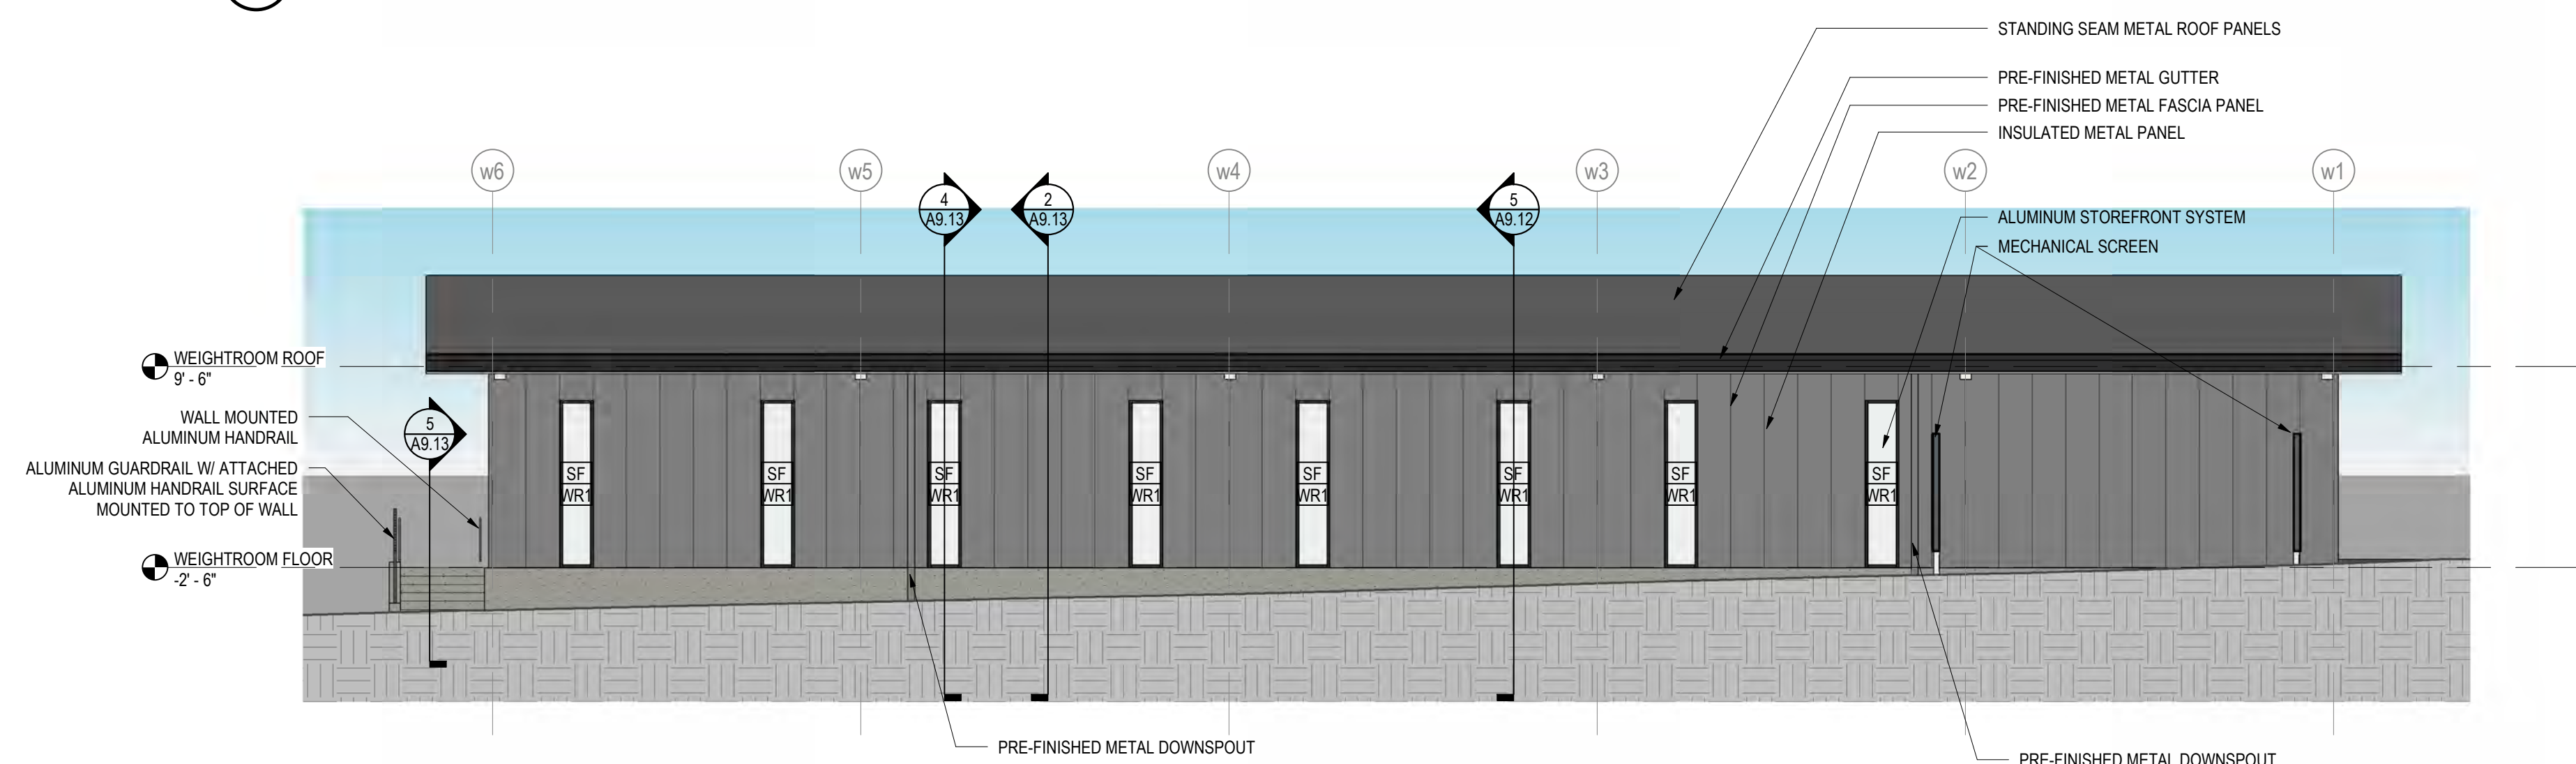 STANDING SEAM METAL ROOF PANELS
PRE-FINISHED METAL GUTTER
PRE-FINISHED METAL FASCIA PANEL
INSULATED METAL PANEL
w6
w5
w4
w3
w2
w1
4
A9.13
2
A9.13
5
A9.12
ALUMINUM STOREFRONT SYSTEM
MECHANICAL SCREEN
WEIGHTROOM ROOF
9' - 6"
WALL MOUNTED
ALUMINUM HANDRAIL
5
A9.13
ALUMINUM GUARDRAIL W/ ATTACHED
ALUMINUM HANDRAIL SURFACE
MOUNTED TO TOP OF WALL
SF
WR1
SF
WR1
SF
WR1
SF
WR1
SF
WR1
SF
WR1
SF
WR1
SF
WR1
WEIGHTROOM FLOOR
-2' - 6"
PRE-FINISHED METAL DOWNSPOUT
PRE-FINISHED METAL DOWNSPOUT